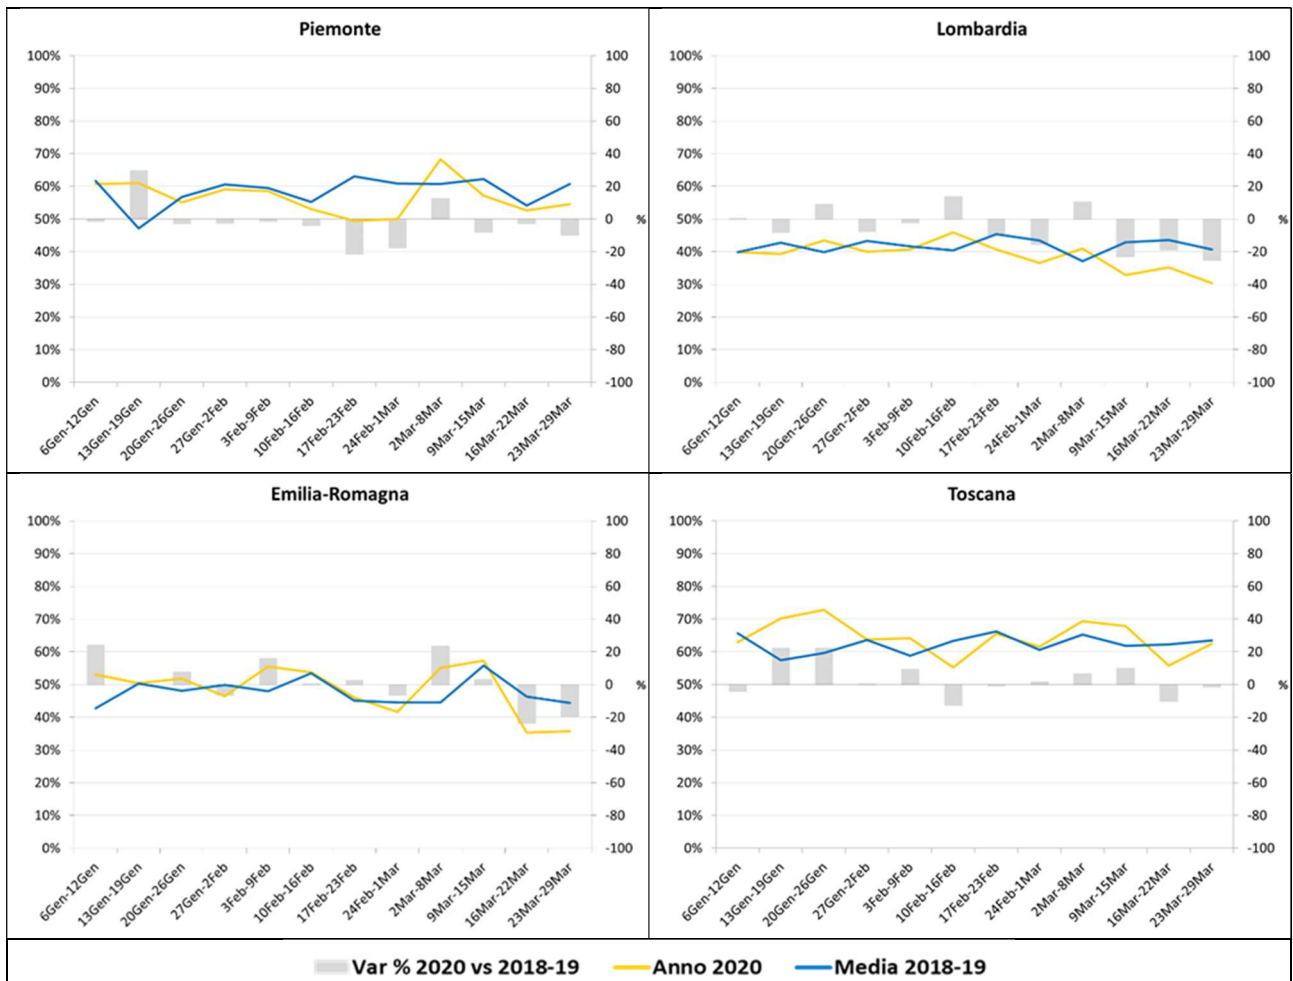 Piemonte
100%
90%
80%
70%
60%
50%
40%
30%
20%
10%
0%
100
80
60
40
20
0
-20
-40
-60
-80
-100
%
6Gen-12Gen
13Gen-19Gen
20Gen-26Gen
27Gen-2Feb
3Feb-9Feb
10Feb-16Feb
17Feb-23Feb
24Feb-1Mar
2Mar-8Mar
9Mar-15Mar
16Mar-22Mar
23Mar-29Mar
Lombardia
100%
90%
80%
70%
60%
50%
40%
30%
20%
10%
0%
100
80
60
40
20
0
-20
-40
-60
-80
-100
%
6Gen-12Gen
13Gen-19Gen
20Gen-26Gen
27Gen-2Feb
3Feb-9Feb
10Feb-16Feb
17Feb-23Feb
24Feb-1Mar
2Mar-8Mar
9Mar-15Mar
16Mar-22Mar
23Mar-29Mar
Emilia-Romagna
100%
90%
80%
70%
60%
50%
40%
30%
20%
10%
0%
100
80
60
40
20
0
-20
-40
-60
-80
-100
%
6Gen-12Gen
13Gen-19Gen
20Gen-26Gen
27Gen-2Feb
3Feb-9Feb
10Feb-16Feb
17Feb-23Feb
24Feb-1Mar
2Mar-8Mar
9Mar-15Mar
16Mar-22Mar
23Mar-29Mar
Toscana
100%
90%
80%
70%
60%
50%
40%
30%
20%
10%
0%
100
80
60
40
20
0
-20
-40
-60
-80
-100
%
6Gen-12Gen
13Gen-19Gen
20Gen-26Gen
27Gen-2Feb
3Feb-9Feb
10Feb-16Feb
17Feb-23Feb
24Feb-1Mar
2Mar-8Mar
9Mar-15Mar
16Mar-22Mar
23Mar-29Mar
Var % 2020 vs 2018-19 Anno 2020 Media 2018-19